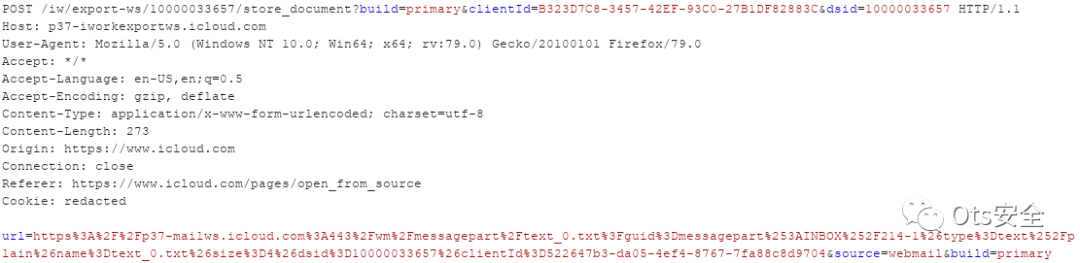 POST /iw/export-ws/10000033657/store_document?build=primary&clientId=B323D7C8-3457-42EF-93C0-27B1DF82883C&dsid=10000033657 HTTP/1.1
Host: p37-iworkexportws.icloud.com
User-Agent: Mozilla/5.0 (Windows NT 10.0; Win64; x64; rv:79.0) Gecko/20100101 Firefox/79.0
Accept: */*
Accept-Language: en-US,en;q=0.5
Accept-Encoding: gzip, deflate
Content-Type: application/x-www-form-urlencoded; charset=utf-8
Content-Length: 273
Origin: https://www.icloud.com
Connection: close
Referer: https://www.icloud.com/pages/open_from_source
Cookie: redacted
Ots安全
url=https%3A%2F%2Fp37-mailws.icloud.com%3A443%2Fwm%2Fmessagepart%2Ftext_0.txt%3Fguid%3Dmessagepart%253AINBOX%252F214-1%26type%3Dtext%252Fp
lain%26name%3Dtext_0.txt%26size%3D4%26dsid%3D10000033657%26clientId%3D522647b3-da05-4ef4-8767-7fa88c8d9704&source=webmail&build=primary